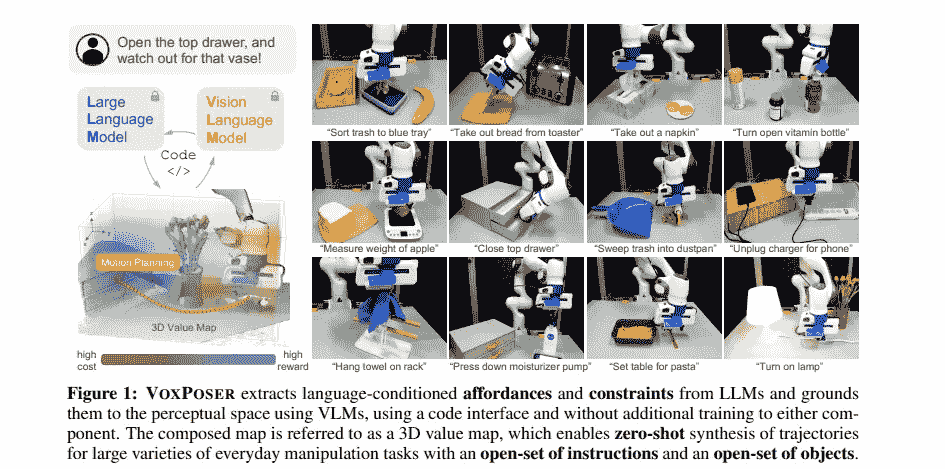 Open the top drawer, and
watch out for that vase!
Large
Language
Model
Vision
Language
Model
Code
</>
Motion Planning
3D Value Map
high
cost
high
reward
"Sort trash to blue tray"
"Take out bread from toaster"
"Take out a napkin"
"Turn open vitamin bottle"
"Measure weight of apple"
"Close top drawer"
"Sweep trash into dustpan"
"Unplug charger for phone"
"Hang towel on rack"
"Press down moisturizer pump"
"Set table for pasta"
"Turn on lamp"
Figure 1: VOXPOSER extracts language-conditioned affordances and constraints from LLMs and grounds
them to the perceptual space using VLMs, using a code interface and without additional training to either com-
ponent. The composed map is referred to as a 3D value map, which enables zero-shot synthesis of trajectories
for large varieties of everyday manipulation tasks with an open-set of instructions and an open-set of objects.